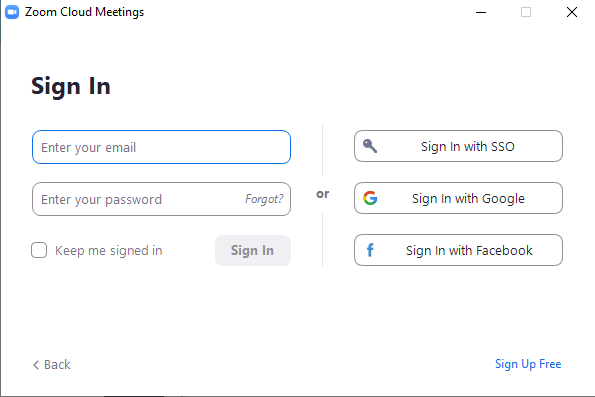 Zoom Cloud Meetings
Sign In
Enter your email
Enter your password
Forgot?
Keep me signed in
Sign In
or
Sign In with SSO
Sign In with Google
Sign In with Facebook
Back
Sign Up Free